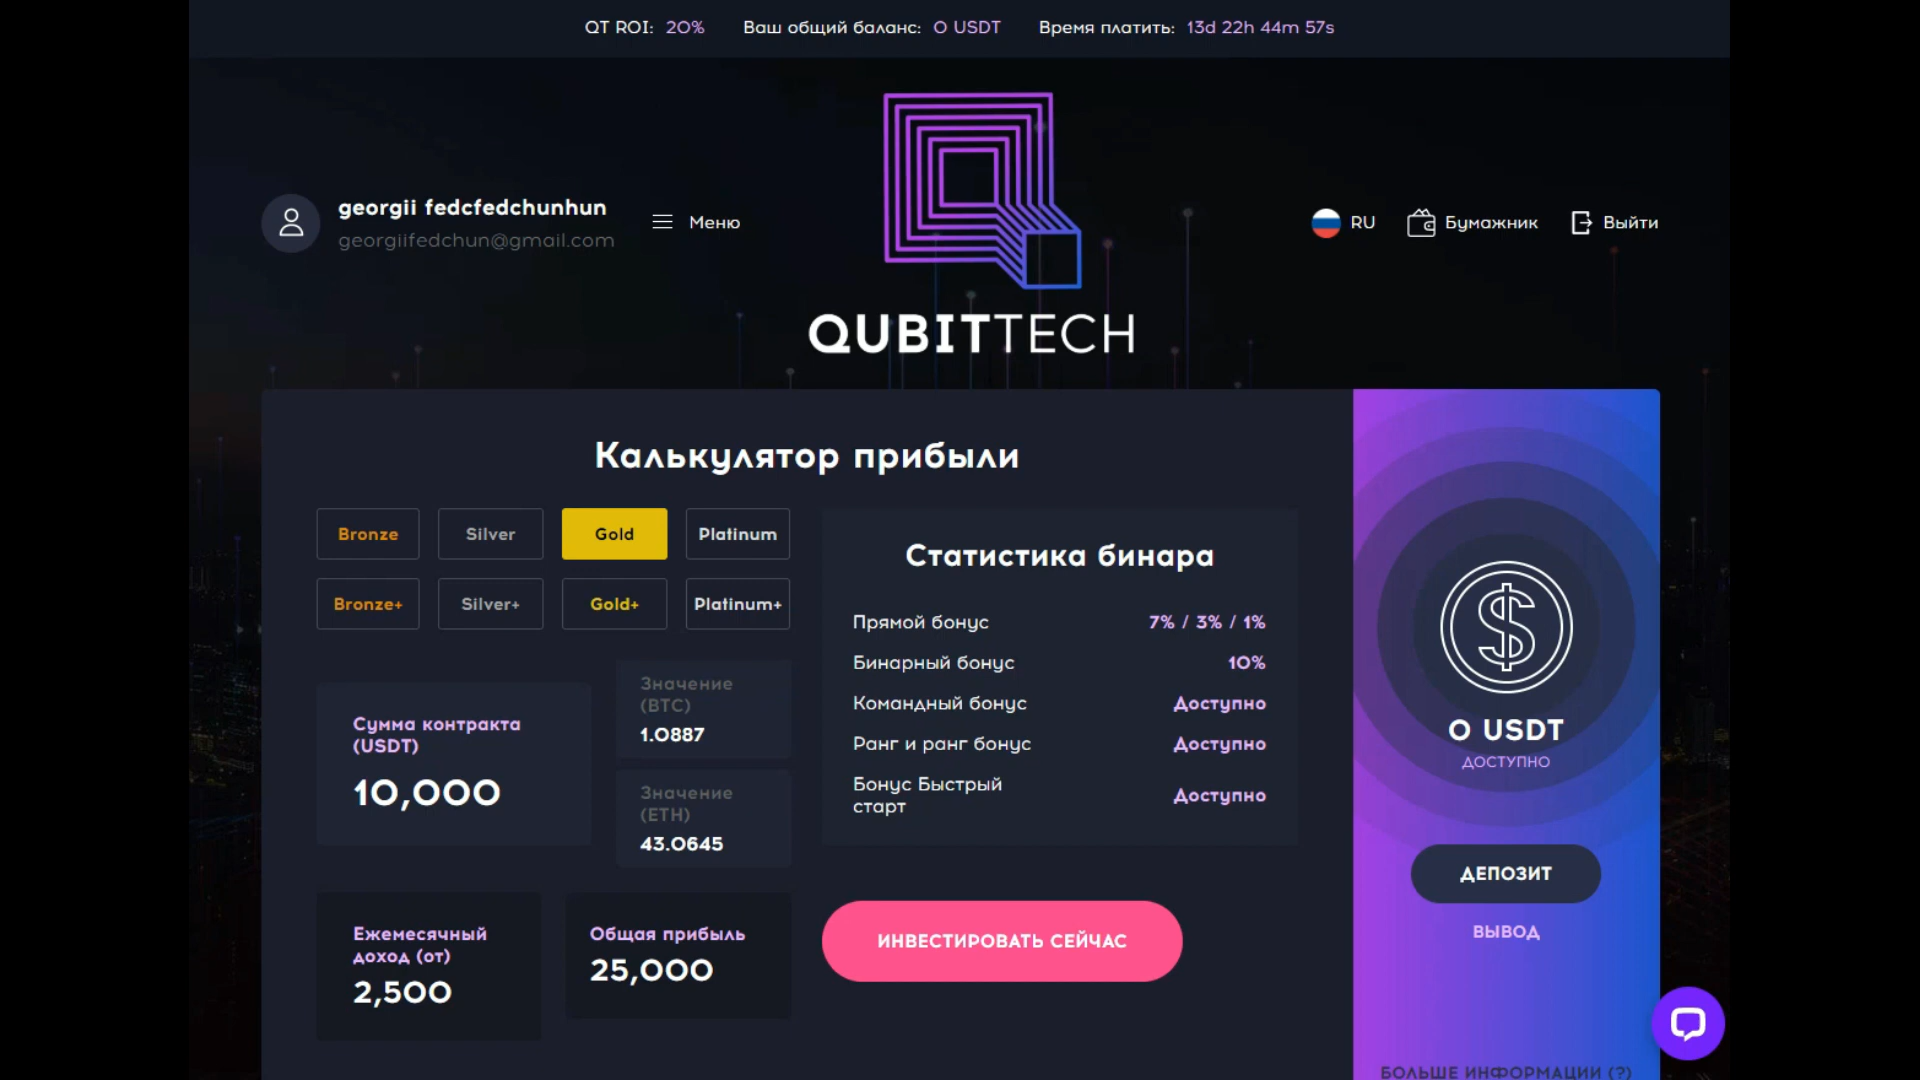 QT ROI: 20% Ваш общий баланс: 0 USDT Время платить: 13d 22h 44m 57s
georgii fedcfedchunhun
georgiifedchun@gmail.com
Меню
RU
Бумажник
Выйти
QUBITTECH
Калькулятор прибыли
Bronze Silver Gold Platinum
Bronze+ Silver+ Gold+ Platinum+
Сумма контракта
(USDT)
10,000
Значение
(BTC)
1.0887
Значение
(ETH)
43.0645
Ежемесячный
доход (от)
2,500
Общая прибыль
25,000
Статистика бинара
Прямой бонус 7% / 3% / 1%
Бинарный бонус 10%
Командный бонус Доступно
Ранг и ранг бонус Доступно
Бонус Быстрый
старт Доступно
ИНВЕСТИРОВАТЬ СЕЙЧАС
0 USDT
ДОСТУПНО
ДЕПОЗИТ
ВЫВОД
БОЛЬШЕ ИНФОРМАЦИИ (?)